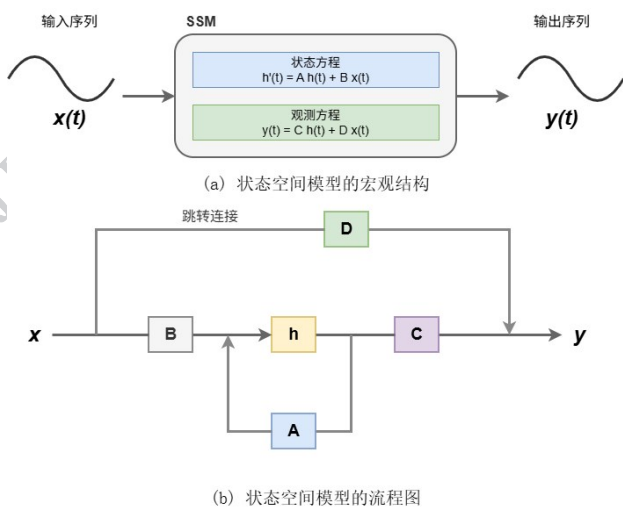 输入序列
SSM
输出序列
状态方程
h'(t) = A h(t) + B x(t)
x(t)
观测方程
y(t) = C h(t) + D x(t)
y(t)
(a) 状态空间模型的宏观结构
跳转连接
D
x
B
h
C
y
A
(b) 状态空间模型的流程图